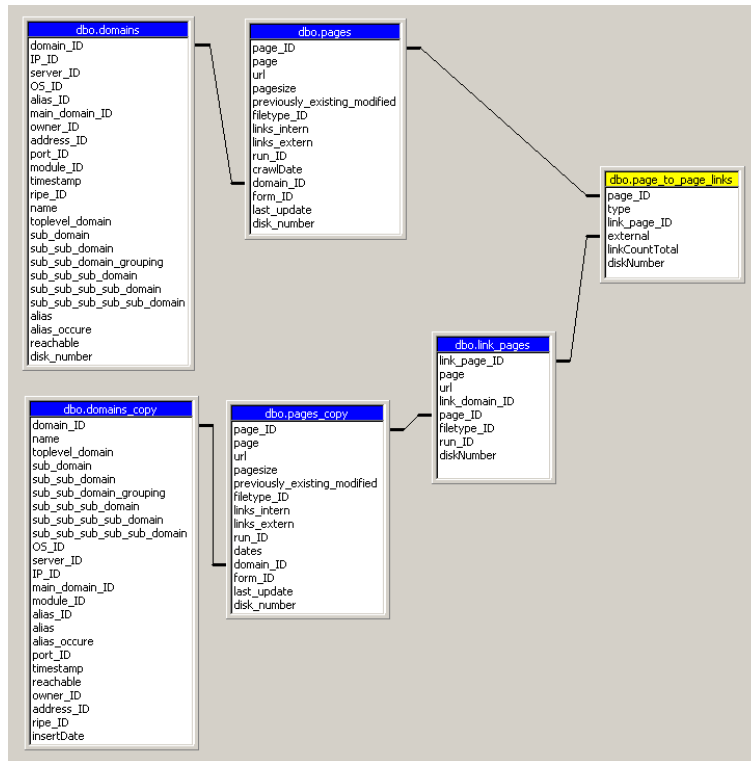 dbo.domains
domain_ID
IP_ID
server_ID
OS_ID
alias_ID
main_domain_ID
owner_ID
address_ID
port_ID
module_ID
timestamp
ripe_ID
name
toplevel_domain
sub_domain
sub_sub_domain
sub_sub_domain_grouping
sub_sub_sub_domain
sub_sub_sub_sub_domain
sub_sub_sub_sub_sub_domain
alias
alias_occure
reachable
disk_number
dbo.pages
page_ID
page
url
pagesize
previously_existing_modified
filetype_ID
links_intern
links_extern
run_ID
crawlDate
domain_ID
form_ID
last_update
disk_number
dbo.page_to_page_links
page_ID
type
link_page_ID
external
linkCountTotal
diskNumber
dbo.link_pages
link_page_ID
page
url
link_domain_ID
page_ID
filetype_ID
run_ID
diskNumber
dbo.domains_copy
domain_ID
name
toplevel_domain
sub_domain
sub_sub_domain
sub_sub_domain_grouping
sub_sub_sub_domain
sub_sub_sub_sub_domain
sub_sub_sub_sub_sub_domain
OS_ID
server_ID
IP_ID
main_domain_ID
module_ID
alias_ID
alias
alias_occure
port_ID
timestamp
reachable
owner_ID
address_ID
ripe_ID
insertDate
dbo.pages_copy
page_ID
page
url
pagesize
previously_existing_modified
filetype_ID
links_intern
links_extern
run_ID
dates
domain_ID
form_ID
last_update
disk_number